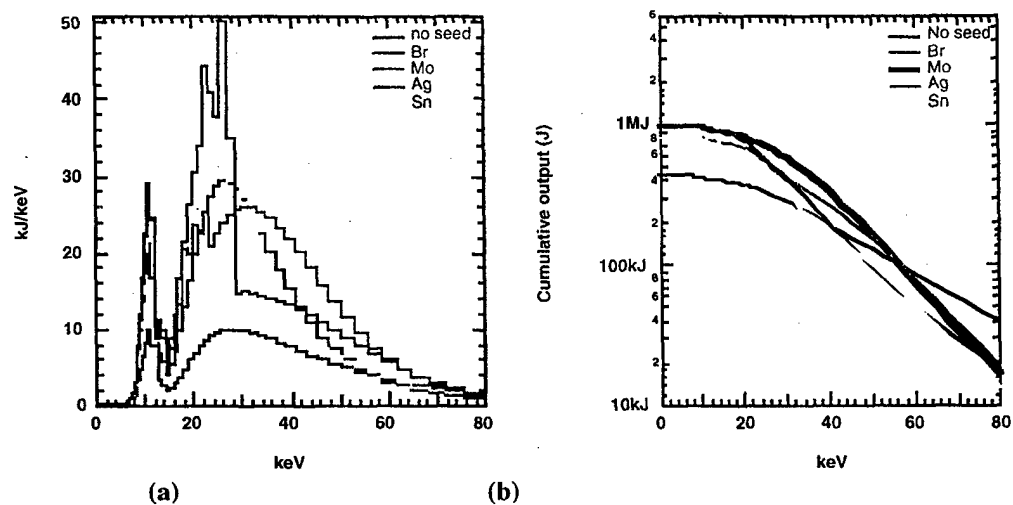 50
40
30
20
10
0
kJ/keV
no seed
Br
Mo
Ag
Sn
0
20
40
60
80
keV
(a)
6
4
2
1MJ
8
6
4
2
100kJ
8
6
4
2
10kJ
Cumulative output (J)
No seed
Br
Mo
Ag
Sn
0
20
40
60
80
keV
(b)